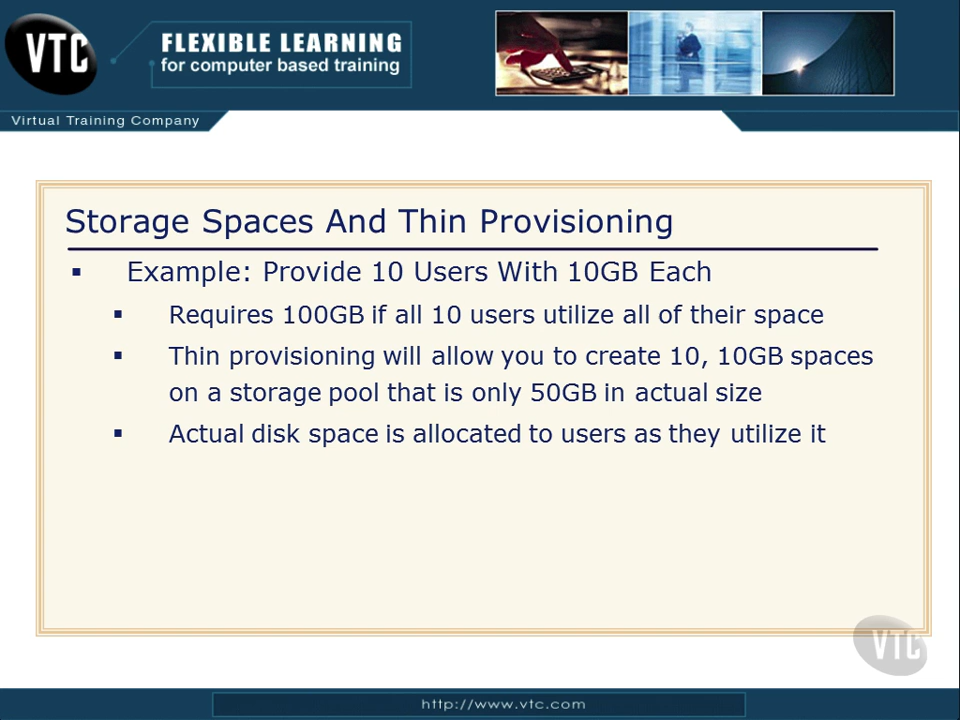 VTC
FLEXIBLE LEARNING
for computer based training
Virtual Training Company
Storage Spaces And Thin Provisioning
▪ Example: Provide 10 Users With 10GB Each
▪ Requires 100GB if all 10 users utilize all of their space
▪ Thin provisioning will allow you to create 10, 10GB spaces
on a storage pool that is only 50GB in actual size
▪ Actual disk space is allocated to users as they utilize it
VTC
http://www.vtc.com